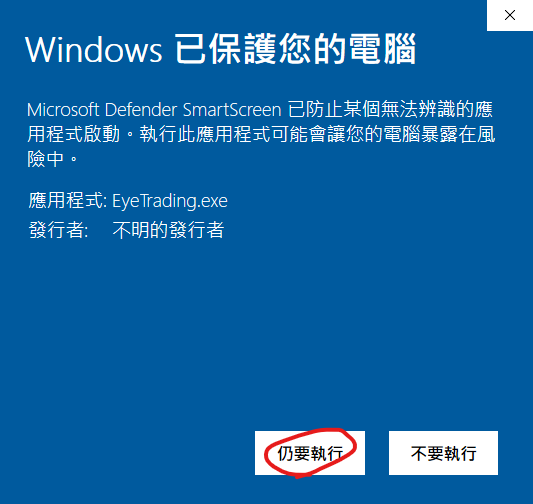 Windows 已保護您的電腦
Microsoft Defender SmartScreen 已防止某個無法辨識的應
用程式啟動。執行此應用程式可能會讓您的電腦暴露在風
險中。
應用程式: EyeTrading.exe
發行者: 不明的發行者
仍要執行 不要執行